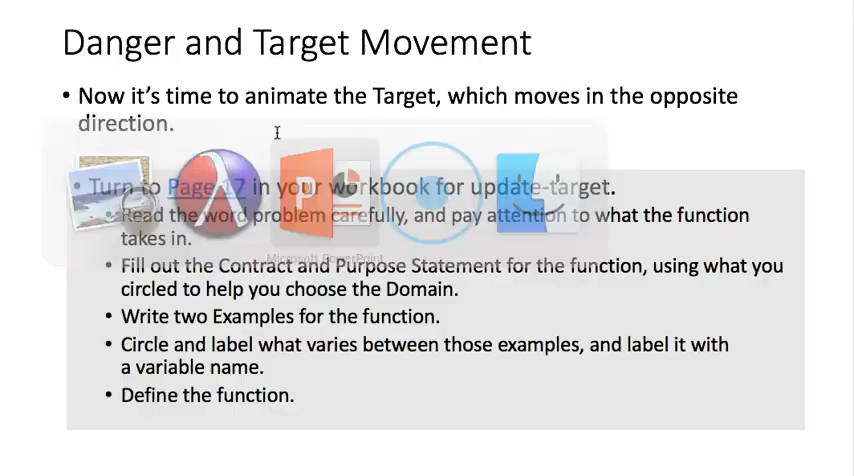 Danger and Target Movement
• Now it's time to animate the Target, which moves in the opposite
direction.
• Turn to Page 17 in your workbook for update-target.
• Read the word problem carefully, and pay attention to what the function
takes in.
Microsoft PowerPoint
• Fill out the Contract and Purpose Statement for the function, using what you
circled to help you choose the Domain.
• Write two Examples for the function.
• Circle and label what varies between those examples, and label it with
a variable name.
• Define the function.